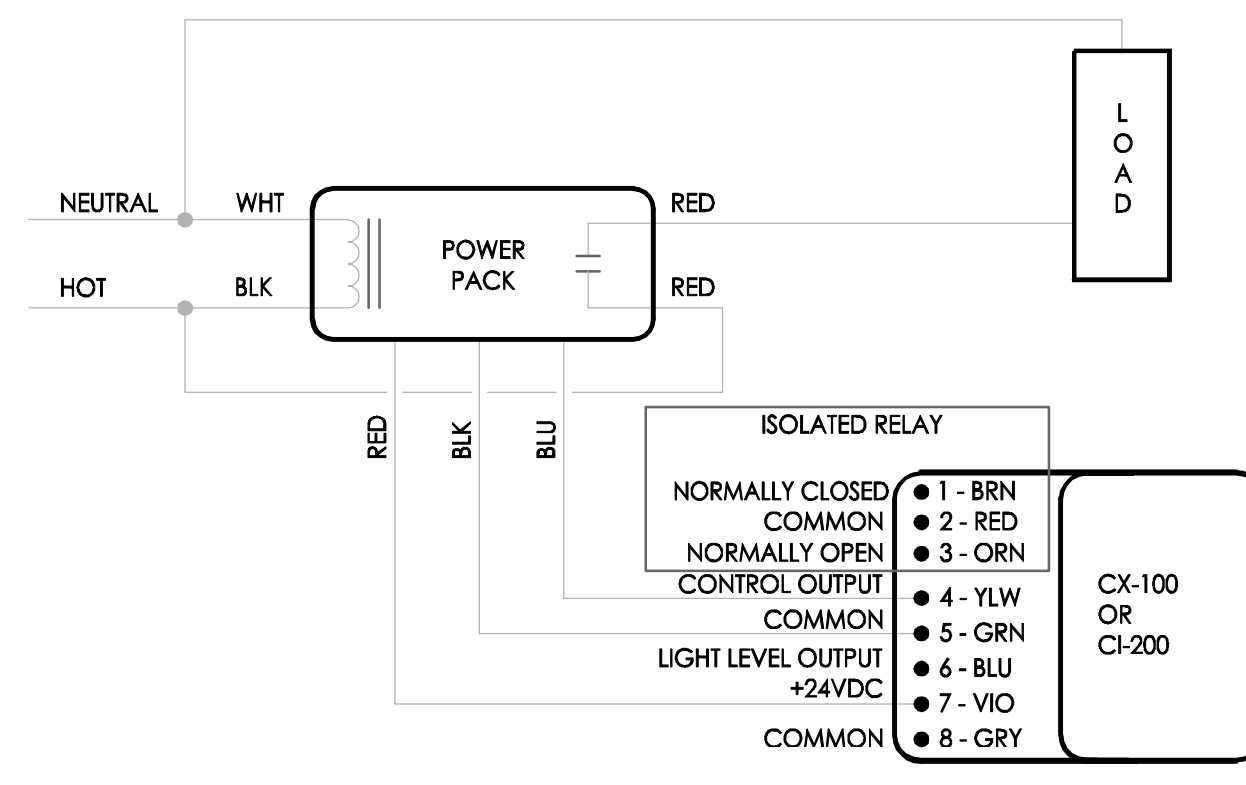 LOAD
NEUTRAL
WHT
RED
POWER
PACK
HOT
BLK
RED
RED
BLK
BLU
ISOLATED RELAY
NORMALLY CLOSED 1 - BRN
COMMON 2 - RED
NORMALLY OPEN 3 - ORN
CONTROL OUTPUT 4 - YLW
COMMON 5 - GRN
LIGHT LEVEL OUTPUT 6 - BLU
+24VDC 7 - VIO
COMMON 8 - GRY
CX-100
OR
CI-200